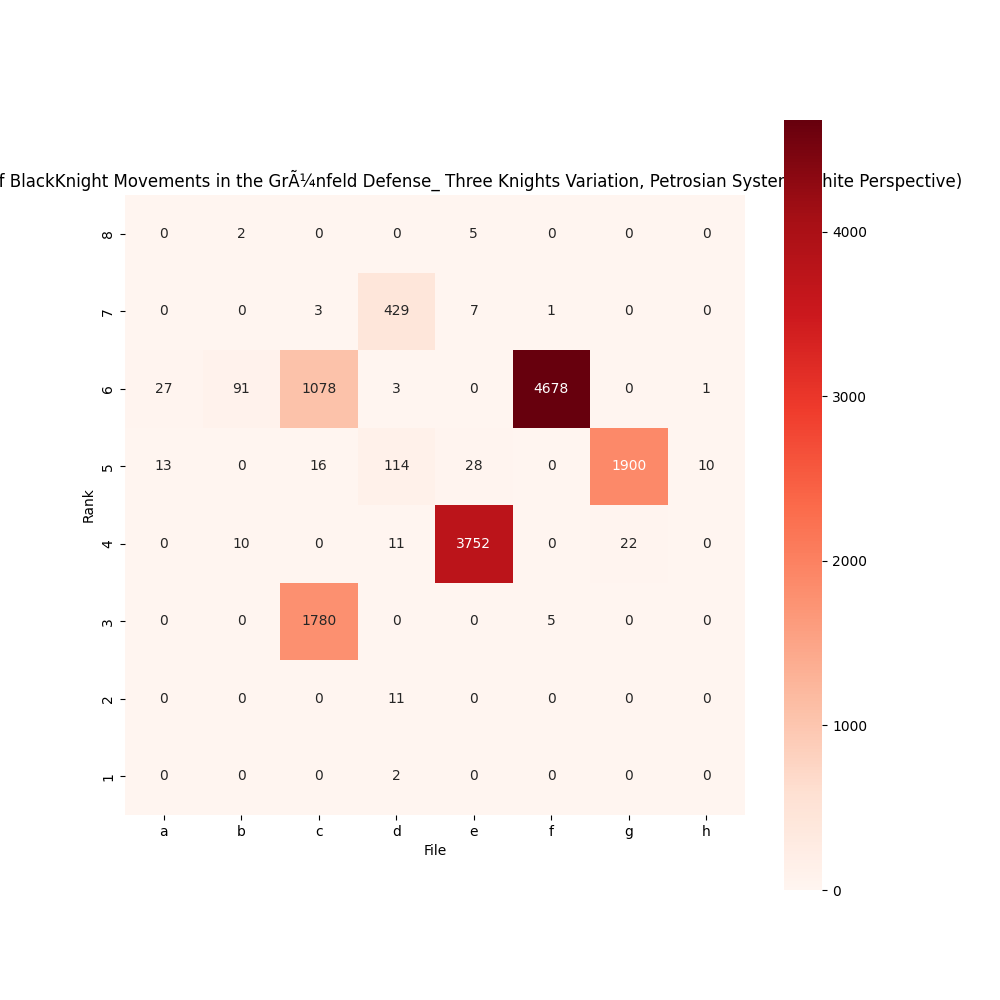 f BlackKnight Movements in the GrÃ¼nfeld Defense_ Three Knights Variation, Petrosian System hite Perspective)
8 0 2 0 0 5 0 0 0
7 0 0 3 429 7 1 0 0
6 27 91 1078 3 0 4678 0 1
5 13 0 16 114 28 0 1900 10
4 0 10 0 11 3752 0 22 0
3 0 0 1780 0 0 5 0 0
2 0 0 0 11 0 0 0 0
1 0 0 0 2 0 0 0 0
a b c d e f g h
File
Rank
4000
3000
2000
1000
0